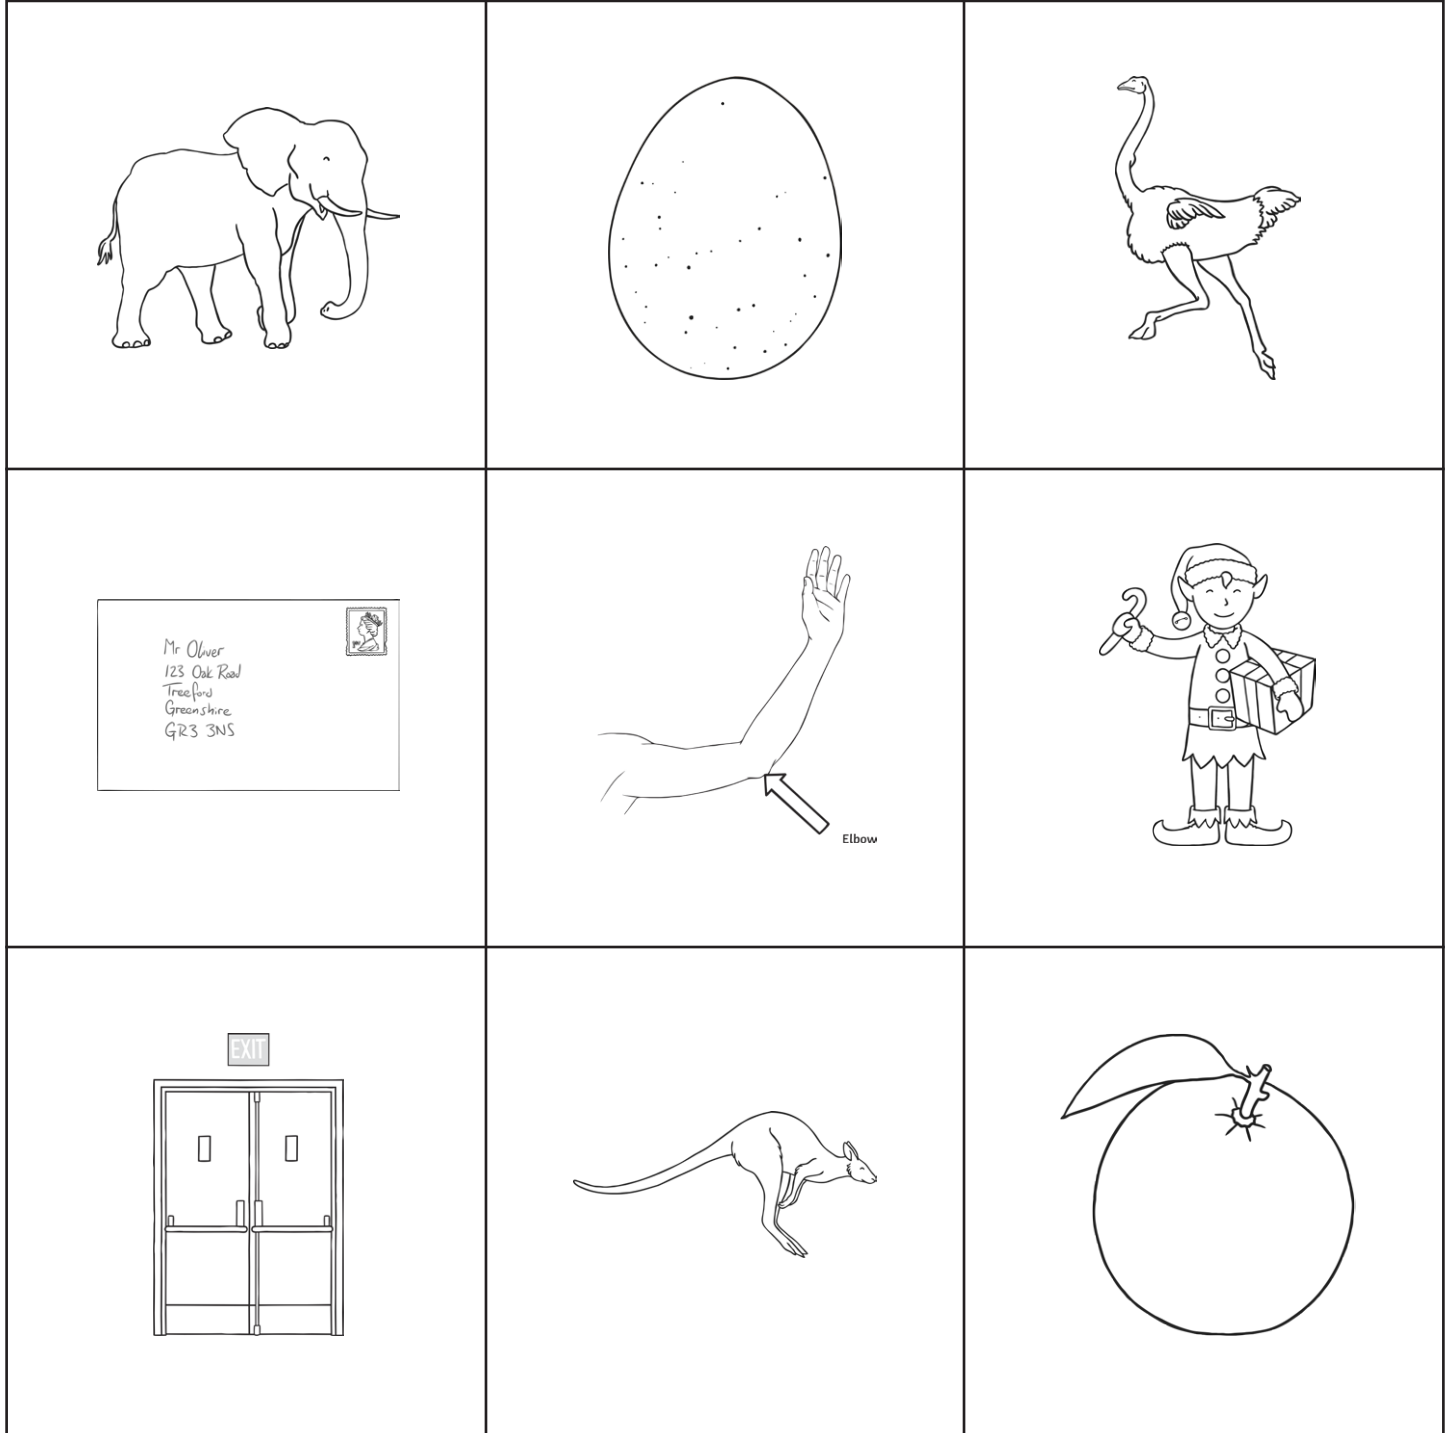 Mr Oliver
123 Oak Road
Treeford
Greenshire
GR3 3NS
Elbow
EXIT